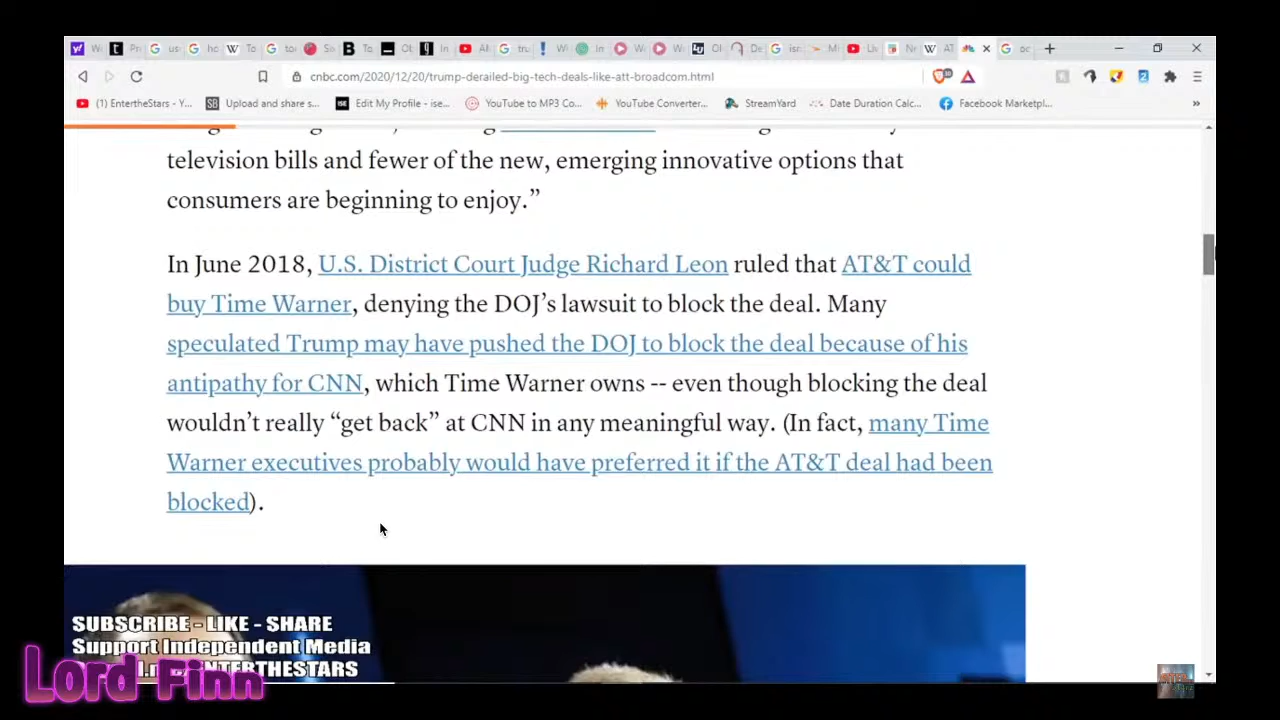 cnbc.com/2020/12/20/trump-derailed-big-tech-deals-like-att-broadcom.html
(1) EntertheStars - Y... Upload and share s... Edit My Profile - ise... YouTube to MP3 Co... YouTube Converter... StreamYard Date Duration Calc... Facebook Marketpl... »
television bills and fewer of the new, emerging innovative options that
consumers are beginning to enjoy.”
In June 2018, U.S. District Court Judge Richard Leon ruled that AT&T could
buy Time Warner, denying the DOJ’s lawsuit to block the deal. Many
speculated Trump may have pushed the DOJ to block the deal because of his
antipathy for CNN, which Time Warner owns -- even though blocking the deal
wouldn’t really “get back” at CNN in any meaningful way. (In fact, many Time
Warner executives probably would have preferred it if the AT&T deal had been
blocked).
SUBSCRIBE - LIKE - SHARE
Support Independent Media
ENTERTHESTARS
Lord Finn